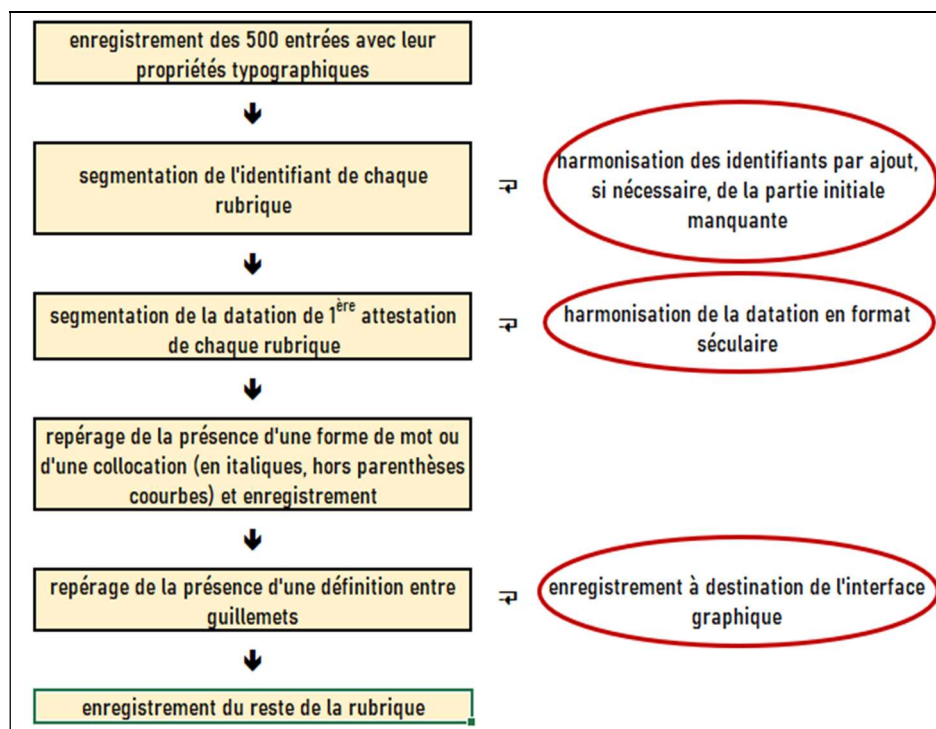 enregistrement des 500 entrées avec leur
propriétés typographiques
segmentation de l'identifiant de chaque
rubrique
harmonisation des identifiants par ajout,
si nécessaire, de la partie initiale
manquante
segmentation de la datation de 1ère attestation
de chaque rubrique
harmonisation de la datation en format
séculaire
repérage de la présence d'une forme de mot ou
d'une collocation (en italiques, hors parenthèses
coourbes) et enregistrement
repérage de la présence d'une définition entre
guillemets
enregistrement à destination de l'interface
graphique
enregistrement du reste de la rubrique